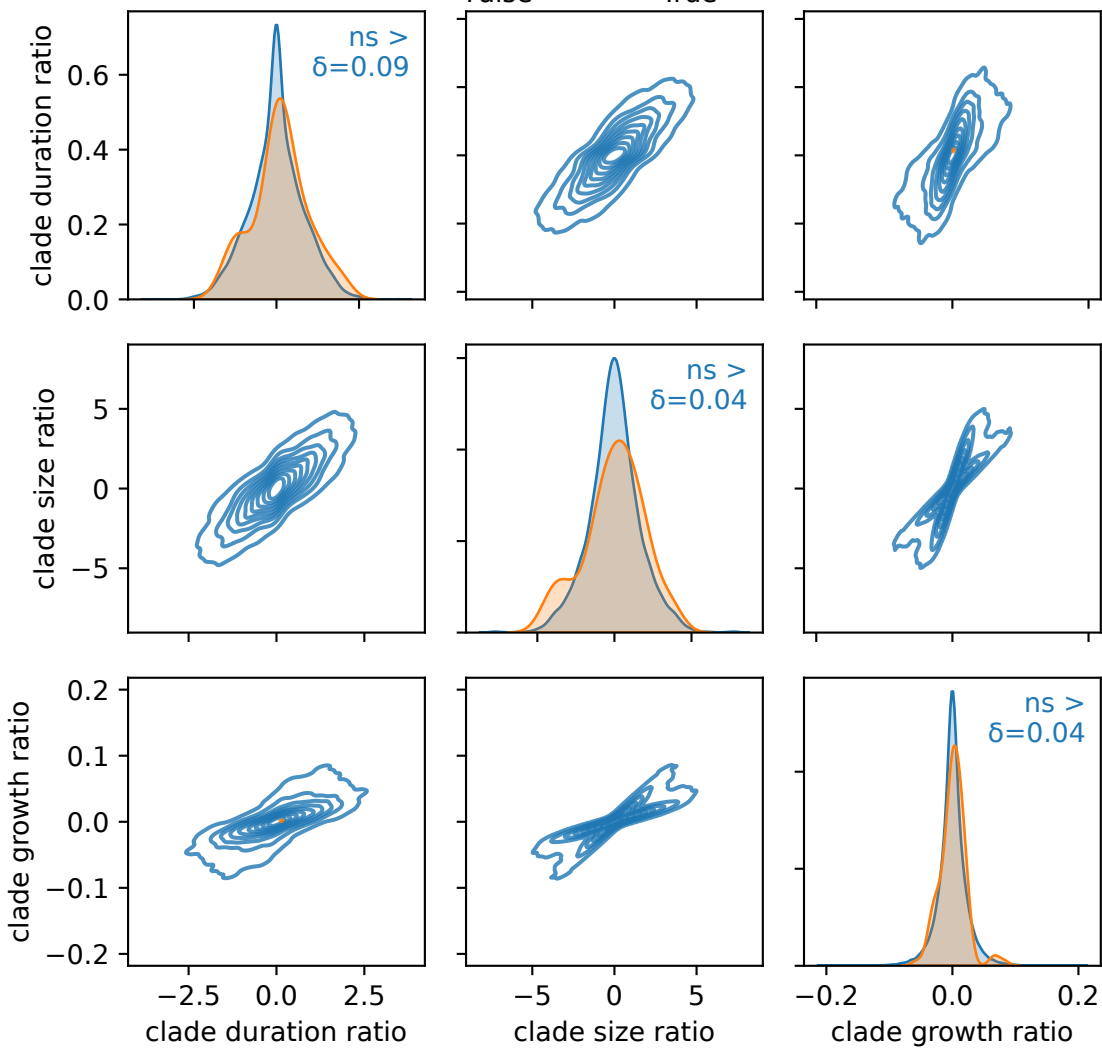 False True
clade duration ratio
0.6
0.4
0.2
0.0
ns >
δ=0.09
clade size ratio
5
0
−5
ns >
δ=0.04
clade growth ratio
0.2
0.1
0.0
−0.1
−0.2
ns >
δ=0.04
−2.5 0.0 2.5
−5 0 5
−0.2 0.0 0.2
clade duration ratio
clade size ratio
clade growth ratio